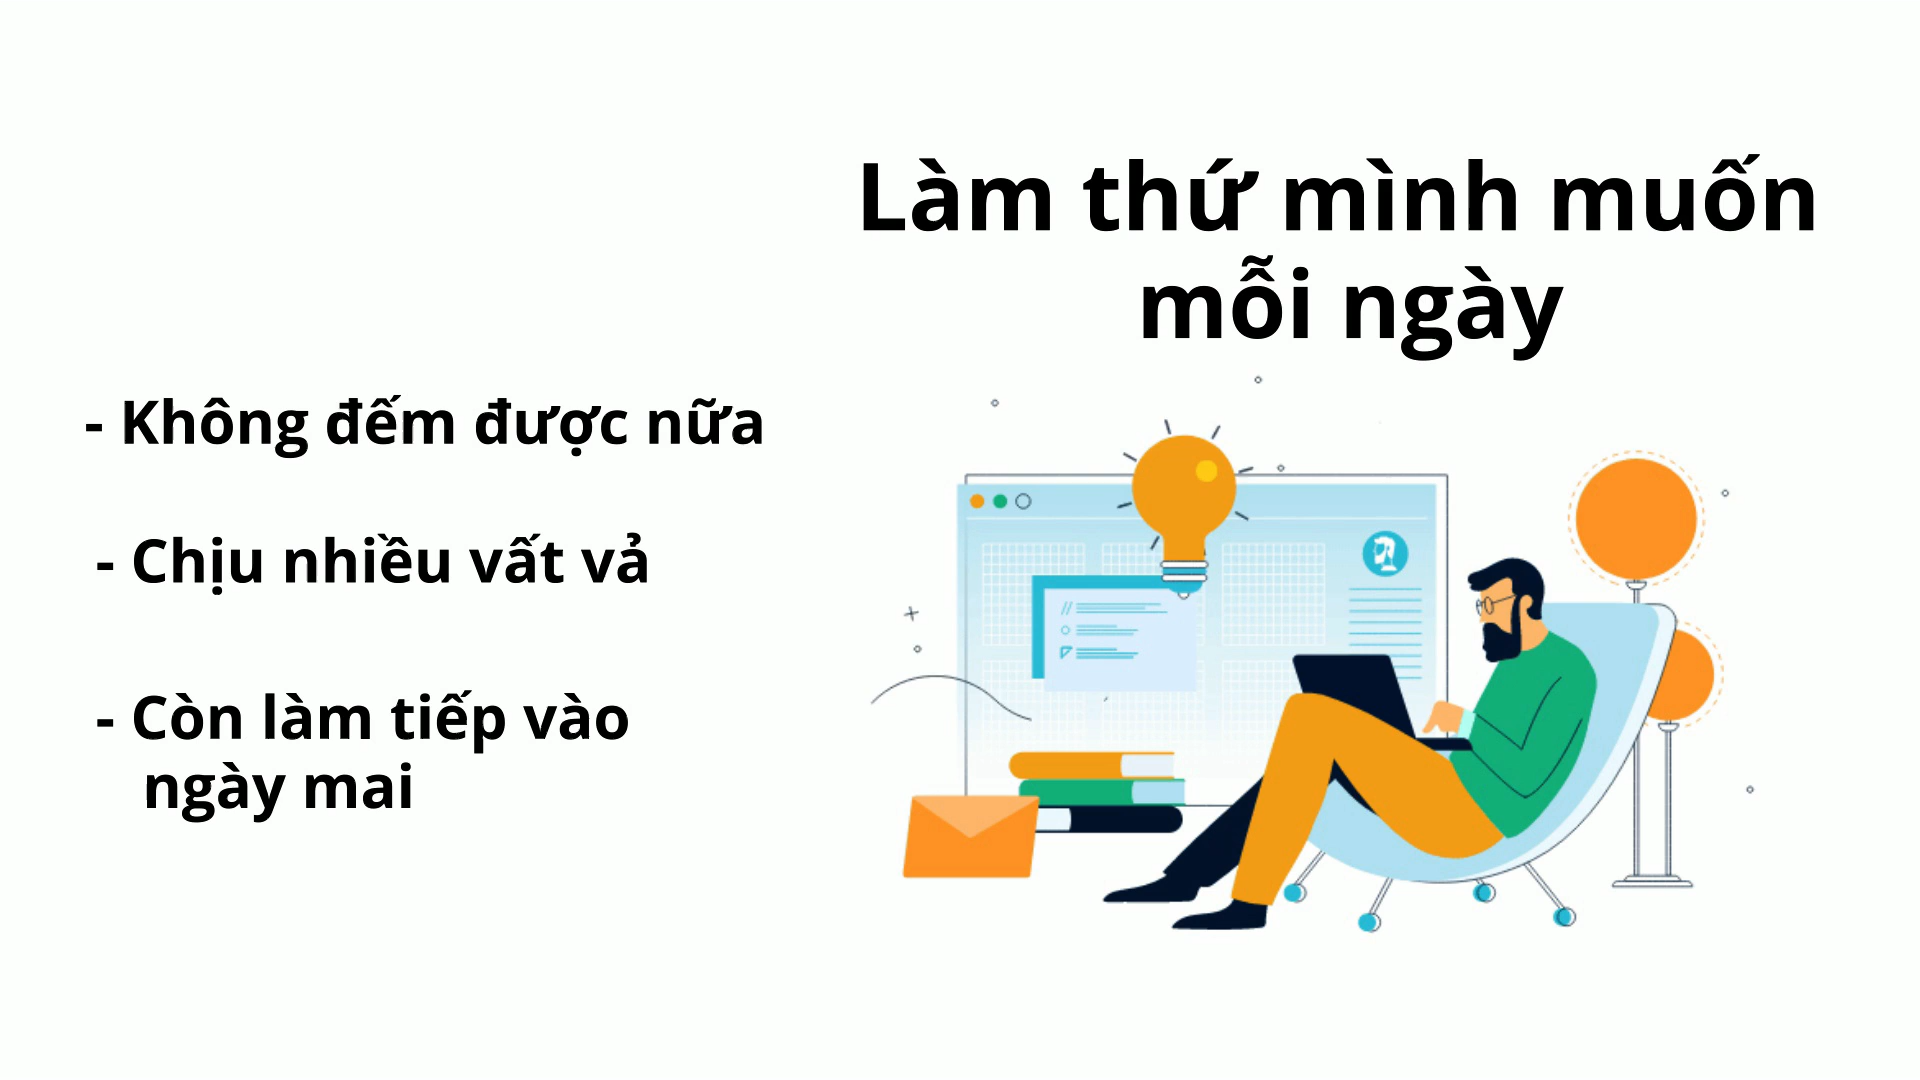 Làm thứ mình muốn
mỗi ngày
- Không đếm được nữa
- Chịu nhiều vất vả
- Còn làm tiếp vào
ngày mai